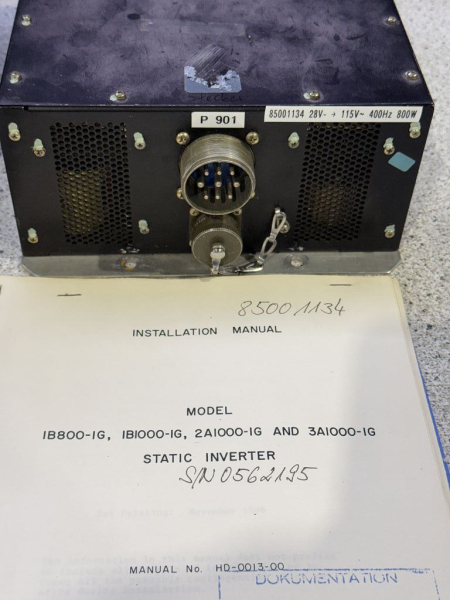 P 901
85001134 28V- + 115V~ 400Hz 800W
85001134
INSTALLATION MANUAL
MODEL
1B800-1G, 1B1000-1G, 2A1000-1G AND 3A1000-1G
STATIC INVERTER
S/N 0562195
MANUAL No. HD-0013-00
DOKUMENTATION